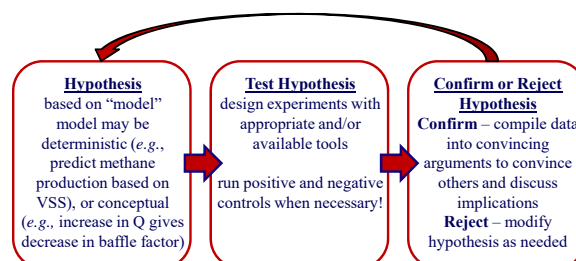 Hypothesis
based on “model”
model may be
deterministic (e.g.,
predict methane
production based on
VSS), or conceptual
(e.g., increase in Q gives
decrease in baffle factor)
Test Hypothesis
design experiments with
appropriate and/or
available tools
run positive and negative
controls when necessary!
Confirm or Reject
Hypothesis
Confirm – compile data
into convincing
arguments to convince
others and discuss
implications
Reject – modify
hypothesis as needed